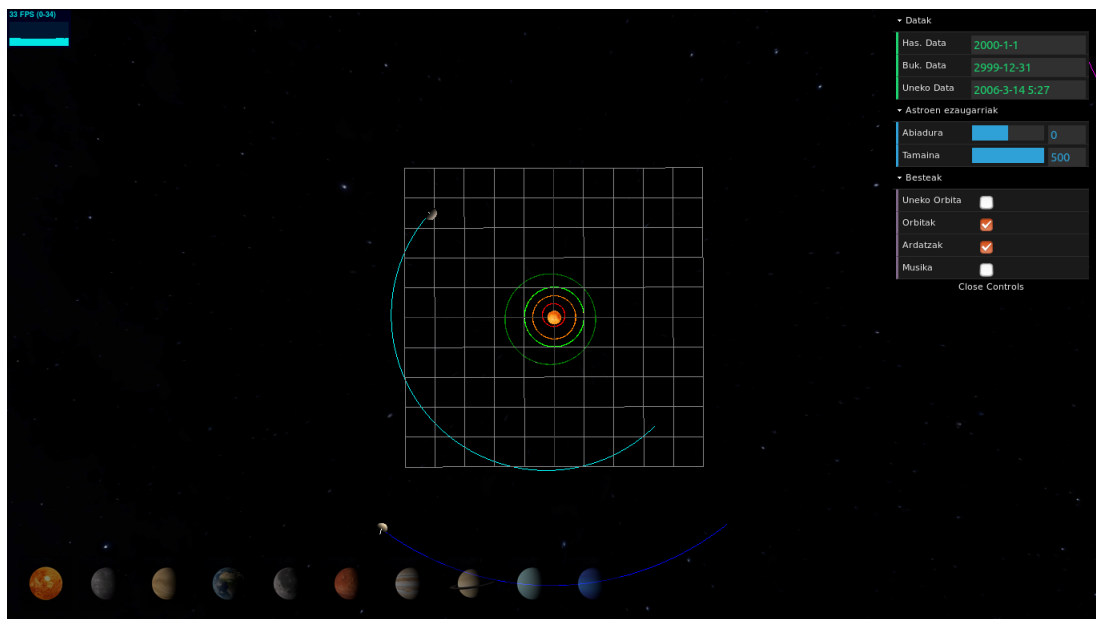 33 FPS (0-34)
Datak
Has. Data 2000-1-1
Buk. Data 2999-12-31
Uneko Data 2006-3-14 5:27
Astroen ezaugarriak
Abiadura 0
Tamaina 500
Besteak
Uneko Orbita
Orbitak
Ardatzak
Musika
Close Controls